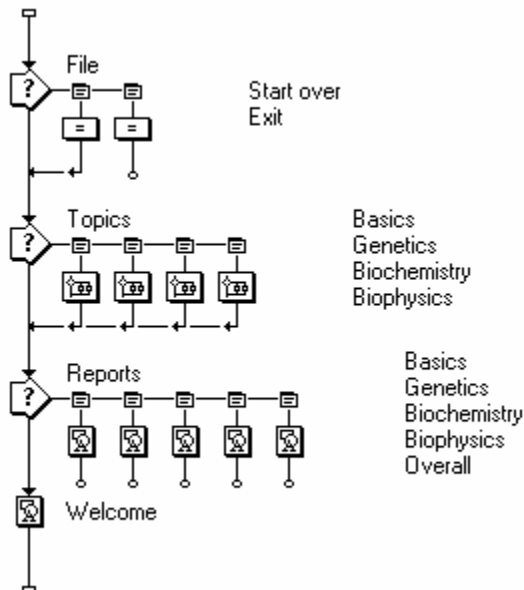 File
Start over
Exit
Topics
Basics
Genetics
Biochemistry
Biophysics
Reports
Basics
Genetics
Biochemistry
Biophysics
Overall
Welcome